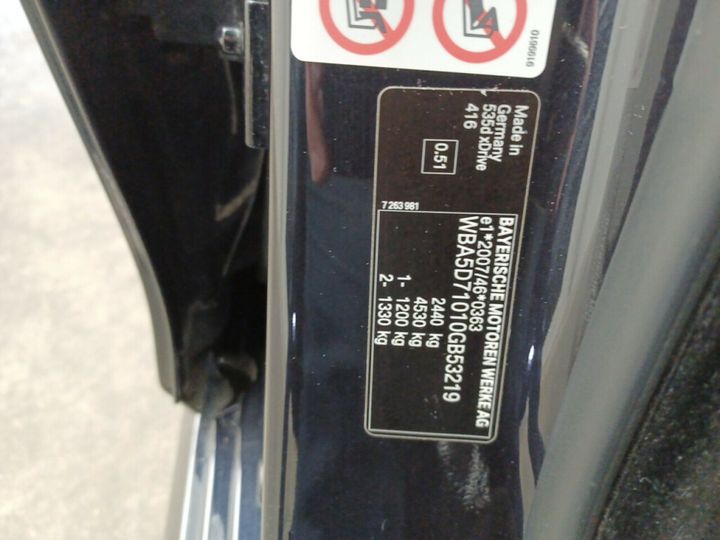 BAYERISCHE MOTOREN WERKE AG
e1*2007/46*0363
WBA5D71010GB53219
2440 kg
4530 kg
1- 1200 kg
2- 1330 kg
Made in
Germany
535d xDrive
416
0.51
7 263 981
9199610